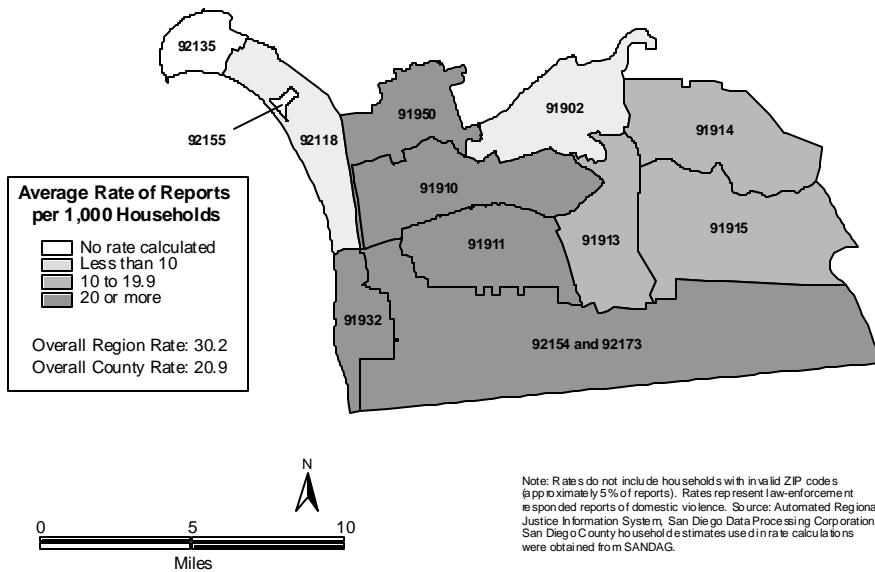 92135
91950
91902
91914
92155
92118
Average Rate of Reports
per 1,000 Households
No rate calculated
Less than 10
10 to 19.9
20 or more
Overall Region Rate: 30.2
Overall County Rate: 20.9
91910
91911
91913
91915
91932
92154 and 92173
N
0 5 10
Miles
Note: Rates do not include households with invalid ZIP codes
(approximately 5% of reports). Rates represent law-enforcement
responded reports of domestic violence. Source: Automated Regional
Justice Information System, San Diego Data Processing Corporation.
San Diego County household estimates used in rate calculations
were obtained from SANDAG.